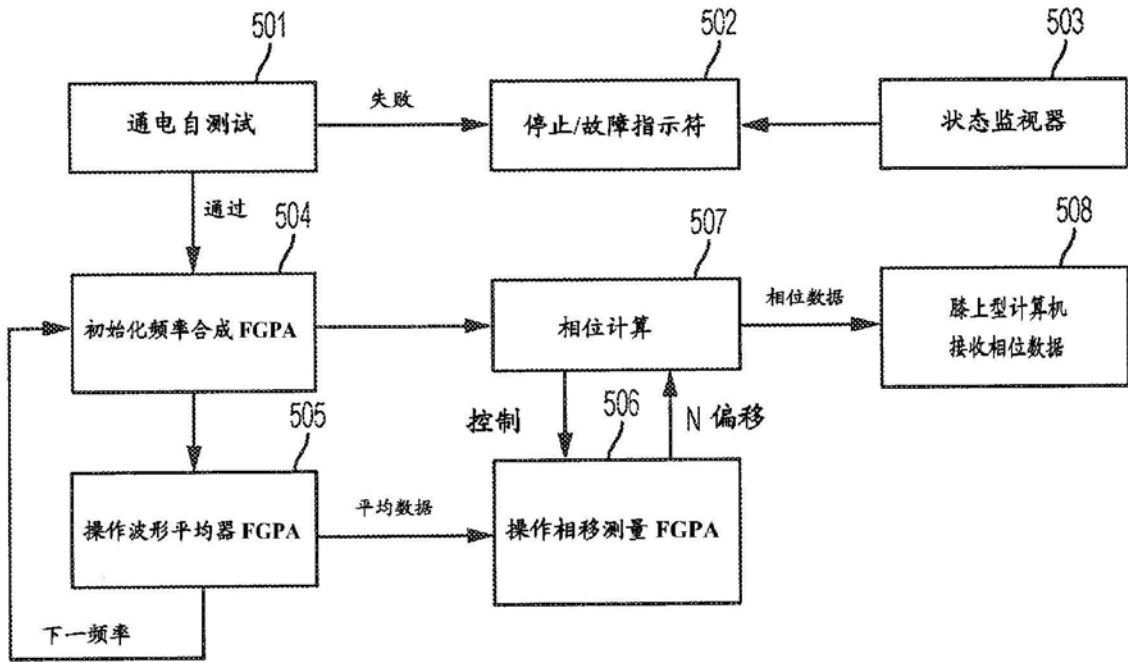 501
502
503
通电自测试
失败
停止/故障指示符
状态监视器
通过
504
507
508
初始化频率合成 FGPA
相位计算
相位数据
膝上型计算机
接收相位数据
505
控制
506
N 偏移
操作波形平均器 FGPA
平均数据
操作相移测量 FGPA
下一频率